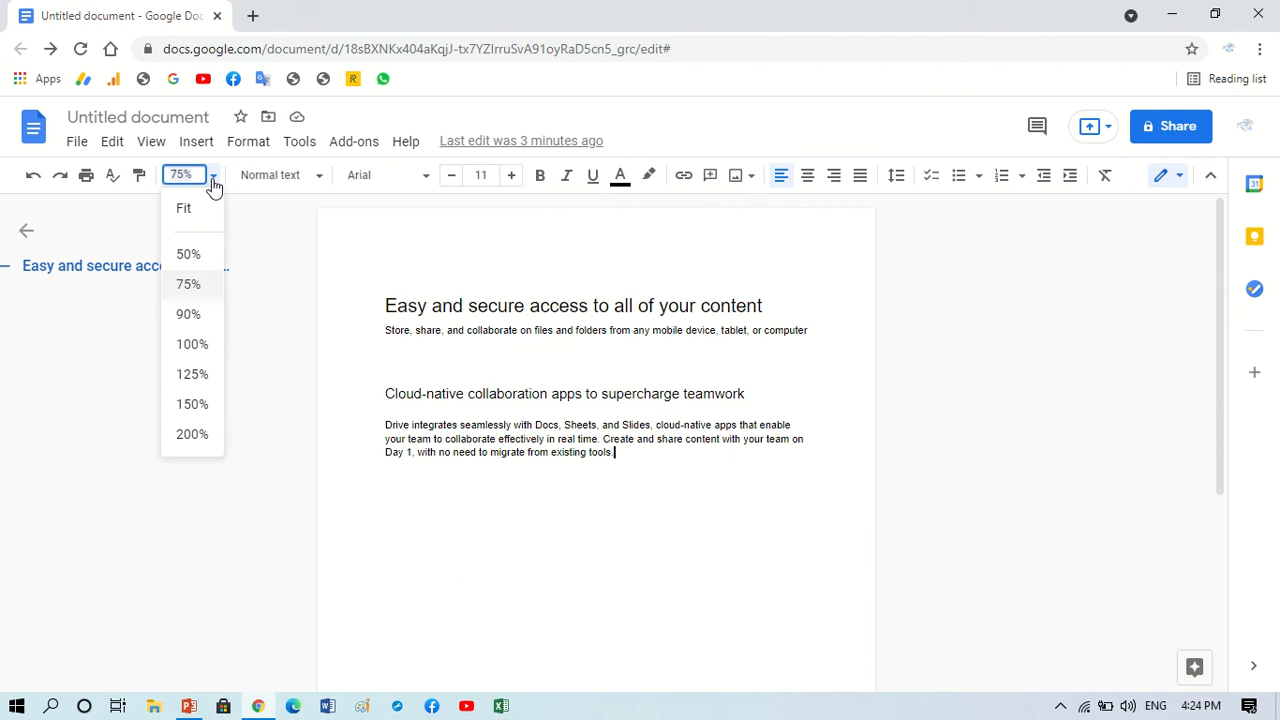 Untitled document - Google Doc
docs.google.com/document/d/18sBXNKx404aKqjJ-tx7YZIrruSvA91oyRaD5cn5_grc/edit#
Apps
Reading list
Untitled document
File Edit View Insert Format Tools Add-ons Help Last edit was 3 minutes ago
Share
75% Normal text Arial 11
Fit
50%
75%
90%
100%
125%
150%
200%
Easy and secure acc ...
Easy and secure access to all of your content
Store, share, and collaborate on files and folders from any mobile device, tablet, or computer
Cloud-native collaboration apps to supercharge teamwork
Drive integrates seamlessly with Docs, Sheets, and Slides, cloud-native apps that enable
your team to collaborate effectively in real time. Create and share content with your team on
Day 1, with no need to migrate from existing tools.
ENG 4:24 PM